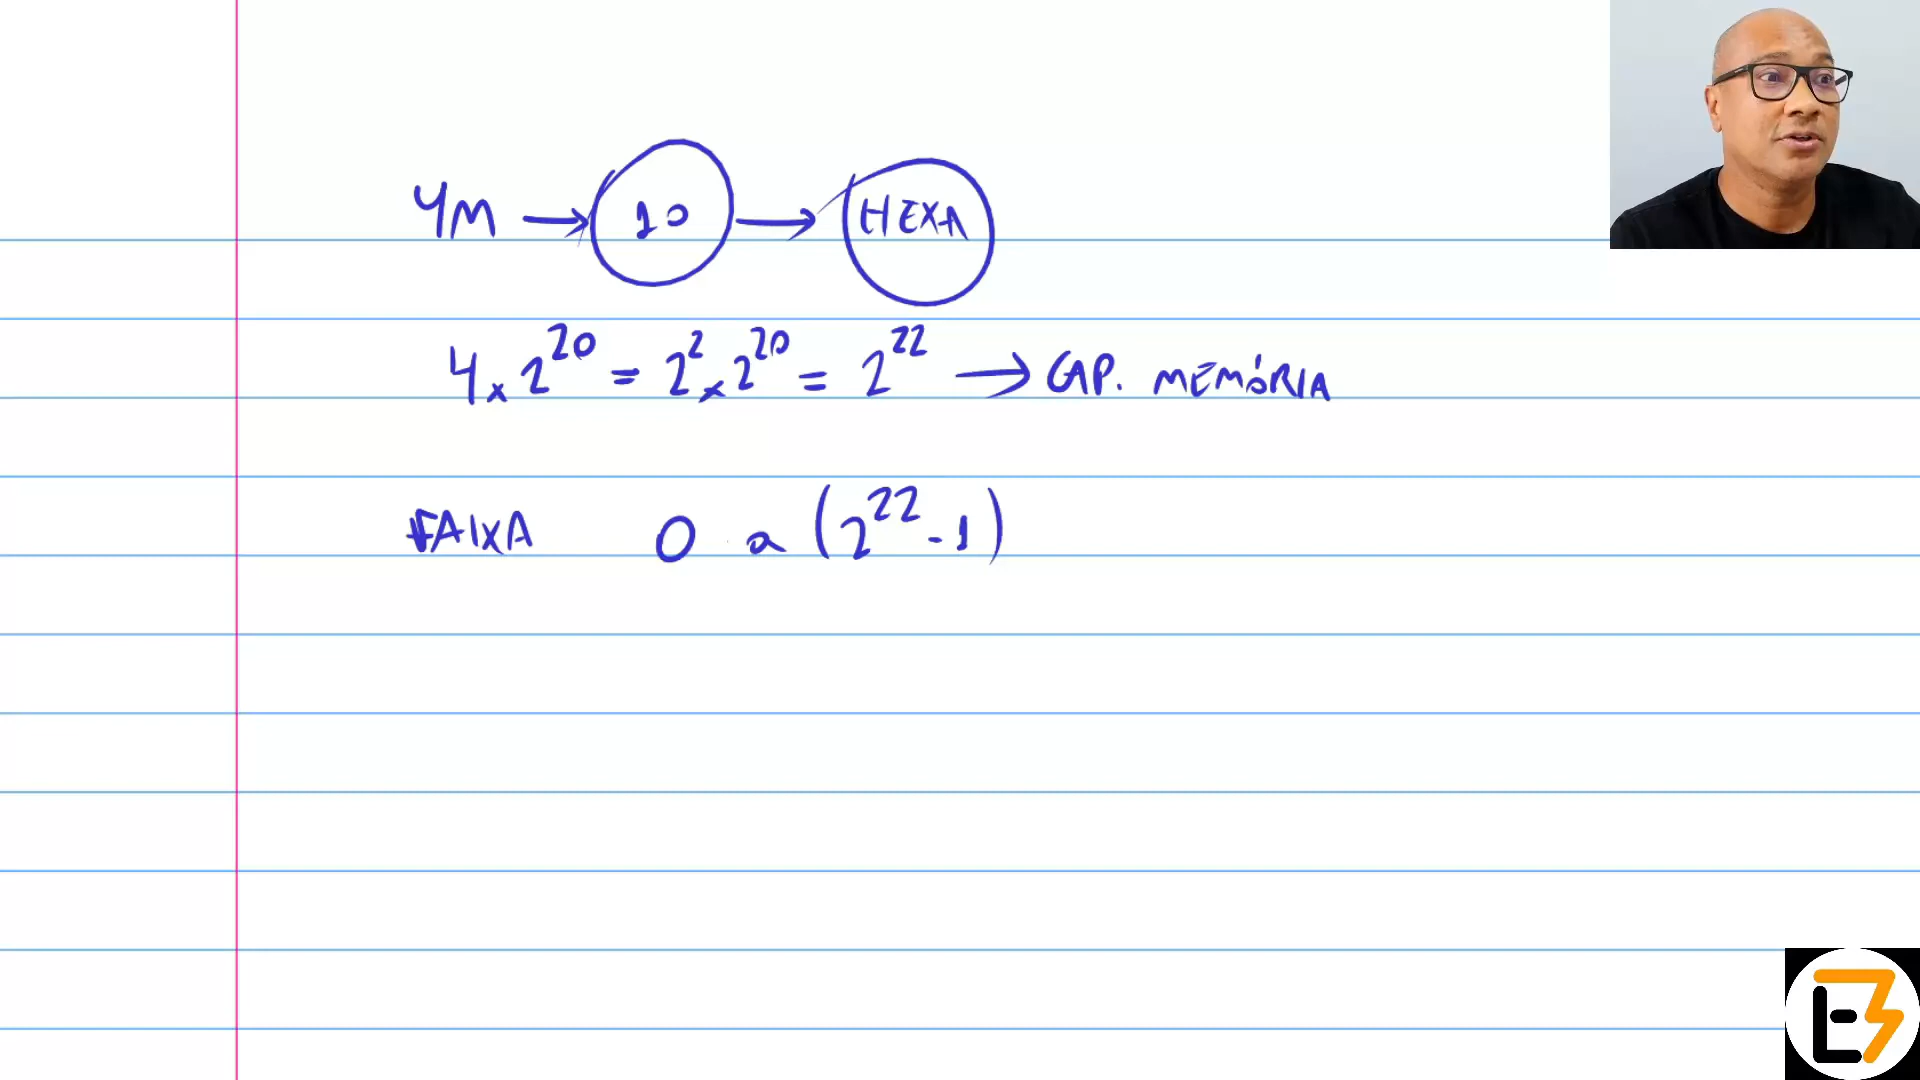 4M → 10 → HEXA
4 x 2^20 = 2^2 x 2^20 = 2^22 → CAP. MEMÓRIA
FAIXA 0 a (2^22 - 1)